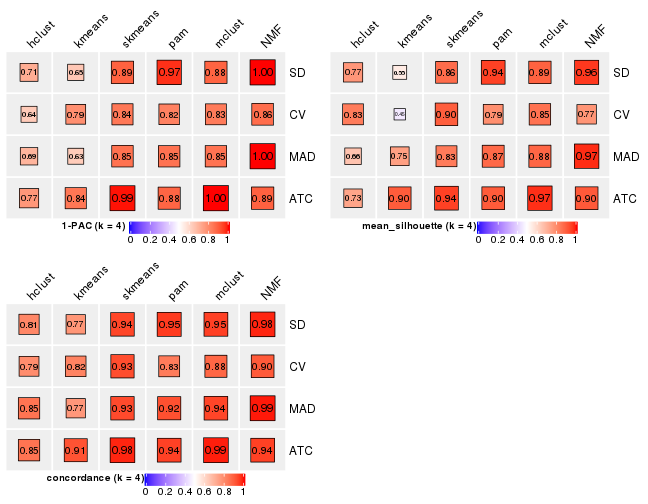 hclust kmeans skmeans pam mclust NMF
0.71 0.65 0.89 0.97 0.88 1.00 SD
0.64 0.79 0.84 0.82 0.83 0.86 CV
0.69 0.63 0.85 0.85 0.85 1.00 MAD
0.77 0.84 0.99 0.88 1.00 0.89 ATC
1-PAC (k = 4)
0 0.2 0.4 0.6 0.8 1
hclust kmeans skmeans pam mclust NMF
0.77 0.86 0.94 0.89 0.96 SD
0.83 0.90 0.79 0.85 0.77 CV
0.66 0.75 0.83 0.87 0.88 0.97 MAD
0.73 0.90 0.94 0.90 0.97 0.90 ATC
mean_silhouette (k = 4)
0 0.2 0.4 0.6 0.8 1
hclust kmeans skmeans pam mclust NMF
0.81 0.77 0.94 0.95 0.95 0.98 SD
0.79 0.82 0.93 0.83 0.88 0.90 CV
0.85 0.77 0.93 0.92 0.94 0.99 MAD
0.85 0.91 0.98 0.94 0.99 0.94 ATC
concordance (k = 4)
0 0.2 0.4 0.6 0.8 1